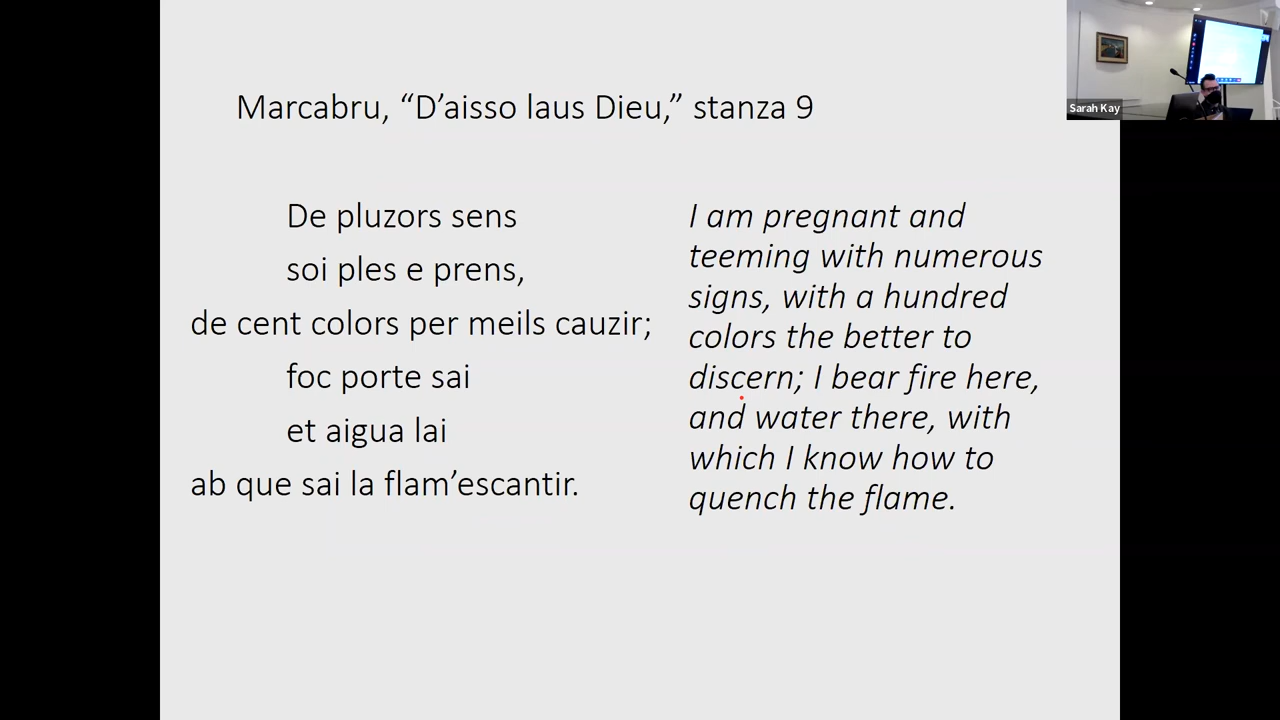 Marcabru, “D’aisso laus Dieu,” stanza 9
De pluzors sens
soi ples e prens,
de cent colors per meils cauzir;
foc porte sai
et aigua lai
ab que sai la flam’escantir.
I am pregnant and
teeming with numerous
signs, with a hundred
colors the better to
discern; I bear fire here,
and water there, with
which I know how to
quench the flame.
Sarah Kay